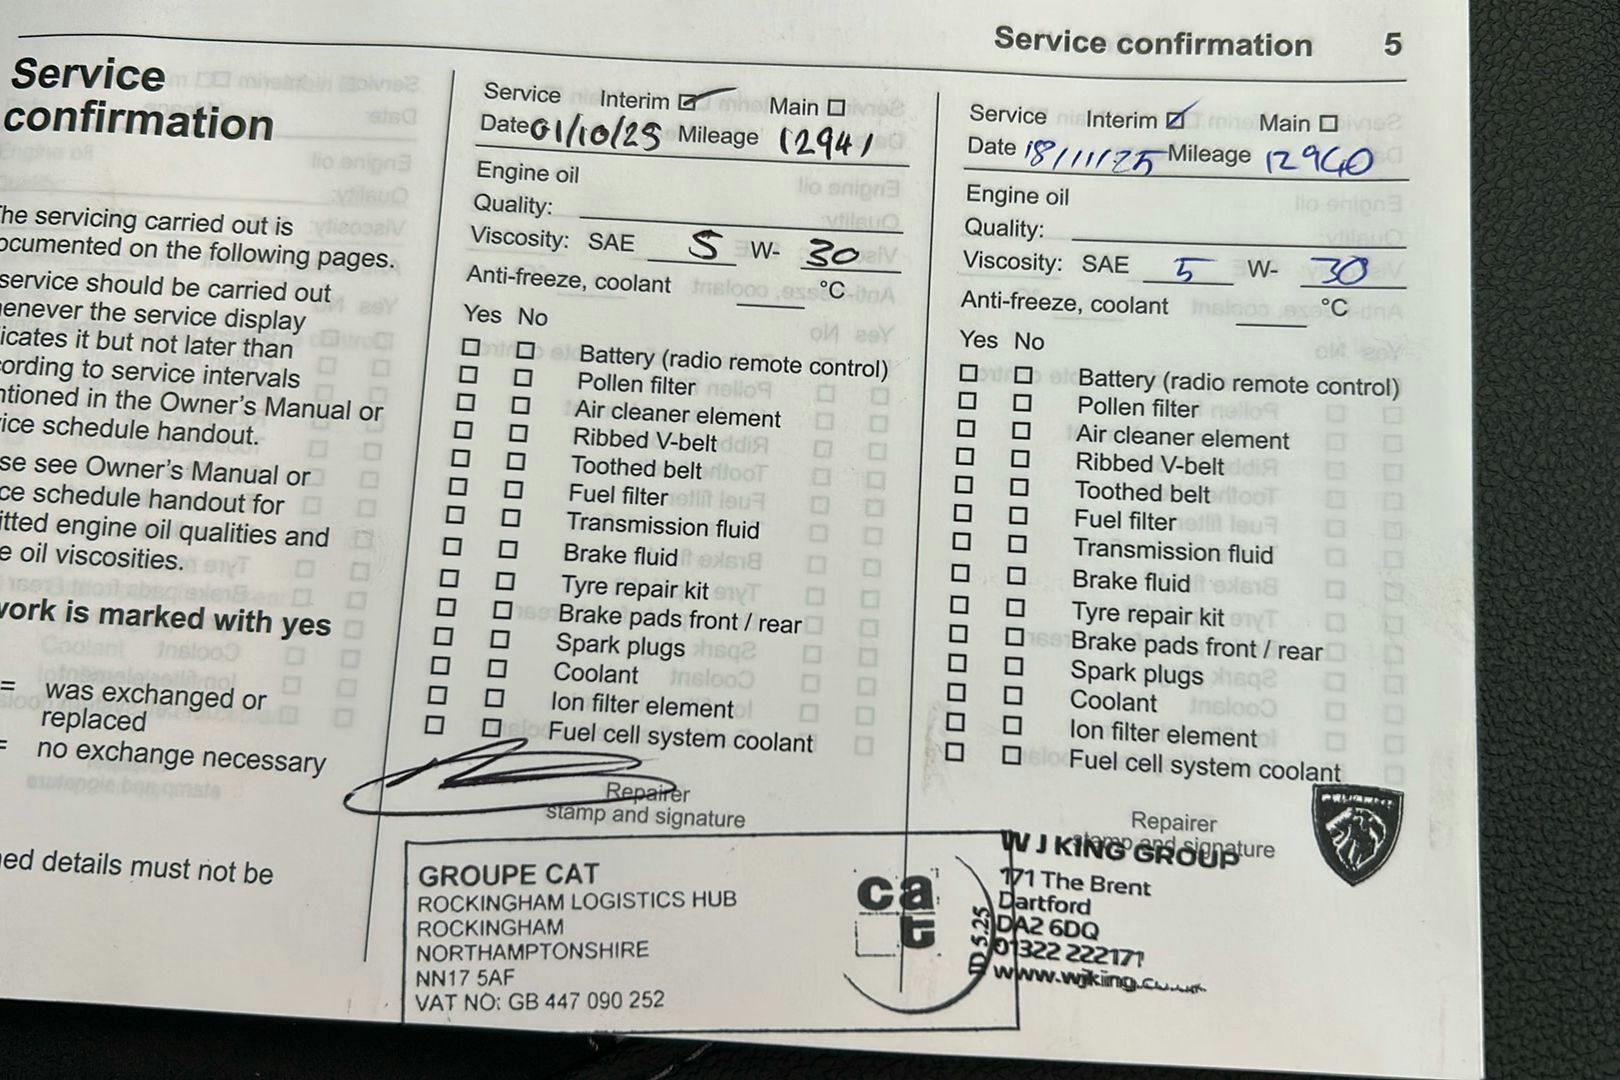 Service confirmation 5
Service
confirmation
he servicing carried out is
ocumented on the following pages.
service should be carried out
enever the service display
icates it but not later than
ording to service intervals
ntioned in the Owner's Manual or
ice schedule handout.
se see Owner's Manual or
ce schedule handout for
itted engine oil qualities and
e oil viscosities.
work is marked with yes
= was exchanged or
replaced
= no exchange necessary
ed details must not be
Service Interim ☑ Main ☐
Date 01/10/25 Mileage 12941
Engine oil
Quality:
Viscosity: SAE 5 W- 30
Anti-freeze, coolant °C
Yes No
☐ ☐ Battery (radio remote control)
☐ ☐ Pollen filter
☐ ☐ Air cleaner element
☐ ☐ Ribbed V-belt
☐ ☐ Toothed belt
☐ ☐ Fuel filter
☐ ☐ Transmission fluid
☐ ☐ Brake fluid
☐ ☐ Tyre repair kit
☐ ☐ Brake pads front / rear
☐ ☐ Spark plugs
☐ ☐ Coolant
☐ ☐ Ion filter element
☐ ☐ Fuel cell system coolant
Repairer
stamp and signature
GROUPE CAT
ROCKINGHAM LOGISTICS HUB
ROCKINGHAM
NORTHAMPTONSHIRE
NN17 5AF
VAT NO: GB 447 090 252
cat
Service Interim ☑ Main ☐
Date 18/11/25 Mileage 12960
Engine oil
Quality:
Viscosity: SAE 5 W- 30
Anti-freeze, coolant °C
Yes No
☐ ☐ Battery (radio remote control)
☐ ☐ Pollen filter
☐ ☐ Air cleaner element
☐ ☐ Ribbed V-belt
☐ ☐ Toothed belt
☐ ☐ Fuel filter
☐ ☐ Transmission fluid
☐ ☐ Brake fluid
☐ ☐ Tyre repair kit
☐ ☐ Brake pads front / rear
☐ ☐ Spark plugs
☐ ☐ Coolant
☐ ☐ Ion filter element
☐ ☐ Fuel cell system coolant
Repairer
stamp and signature
W J KING GROUP
171 The Brent
Dartford
DA2 6DQ
01322 222171